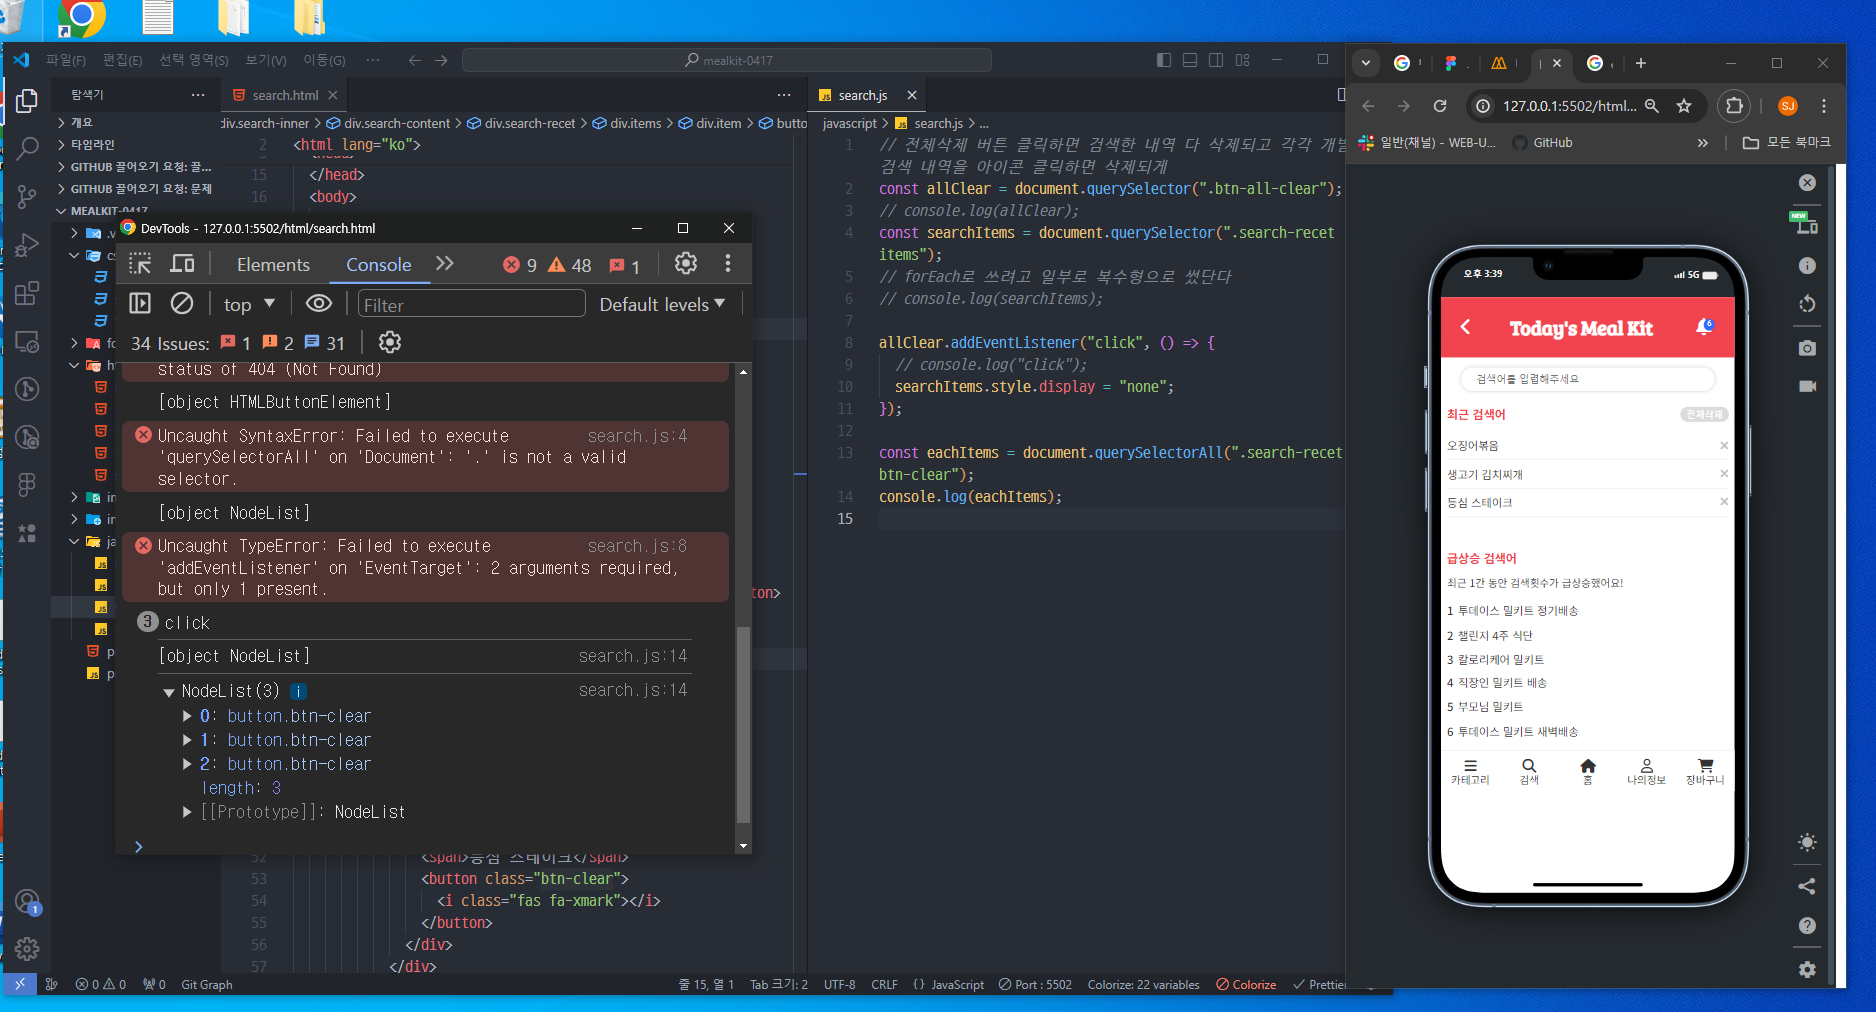 파일(F) 편집(E) 선택 영역(S) 보기(V) 이동(G) ···
mealkit-0417
탐색기 ···
개요
타임라인
GITHUB 끌어오기 요청: 끌...
GITHUB 끌어오기 요청: 문제
MEALKIT-0417
search.html
div.search-inner > div.search-content > div.search-recet > div.items > div.item >
2 <html lang="ko">
15 </head>
16 <body>
52 <span>등심 스테이크</span>
53 <button class="btn-clear">
54 <i class="fas fa-xmark"></i>
55 </button>
56 </div>
57 </div>
DevTools - 127.0.0.1:5502/html/search.html
Elements Console 9 48 1
top Filter Default levels
34 Issues: 1 2 31
status of 404 (Not Found)
[object HTMLButtonElement]
Uncaught SyntaxError: Failed to execute search.js:4
'querySelectorAll' on 'Document': '.' is not a valid
selector.
[object NodeList]
Uncaught TypeError: Failed to execute search.js:8
'addEventListener' on 'EventTarget': 2 arguments required,
but only 1 present.
3 click
[object NodeList] search.js:14
NodeList(3) i search.js:14
0: button.btn-clear
1: button.btn-clear
2: button.btn-clear
length: 3
[[Prototype]]: NodeList
search.js
javascript > JS search.js > ...
1 // 전체삭제 버튼 클릭하면 검색한 내역 다 삭제되고 각각 개별
검색 내역을 아이콘 클릭하면 삭제되게
2 const allClear = document.querySelector(".btn-all-clear");
3 // console.log(allClear);
4 const searchItems = document.querySelector(".search-recet
items");
5 // forEach로 쓰려고 일부로 복수형으로 썼단다
6 // console.log(searchItems);
7
8 allClear.addEventListener("click", () => {
9 // console.log("click");
10 searchItems.style.display = "none";
11 });
12
13 const eachItems = document.querySelectorAll(".search-recet
btn-clear");
14 console.log(eachItems);
15
0 0 0 Git Graph
줄 15, 열 1 Tab 크기: 2 UTF-8 CRLF {} JavaScript Port : 5502 Colorize: 22 variables Colorize
127.0.0.1:5502/html... SJ
일반(채널) - WEB-U... GitHub 모든 북마크
NEW
오후 3:39 5G
Today's Meal Kit 6
검색어를 입렵해주세요
최근 검색어 전체삭제
오징어볶음
생고기 김치찌개
등심 스테이크
급상승 검색어
최근 1간 동안 검색횟수가 급상승했어요!
1 투데이스 밀키트 정기배송
2 챌린지 4주 식단
3 칼로리케어 밀키트
4 직장인 밀키트 배송
5 부모님 밀키트
6 투데이스 밀키트 새벽배송
카테고리 검색 홈 나의정보 장바구니